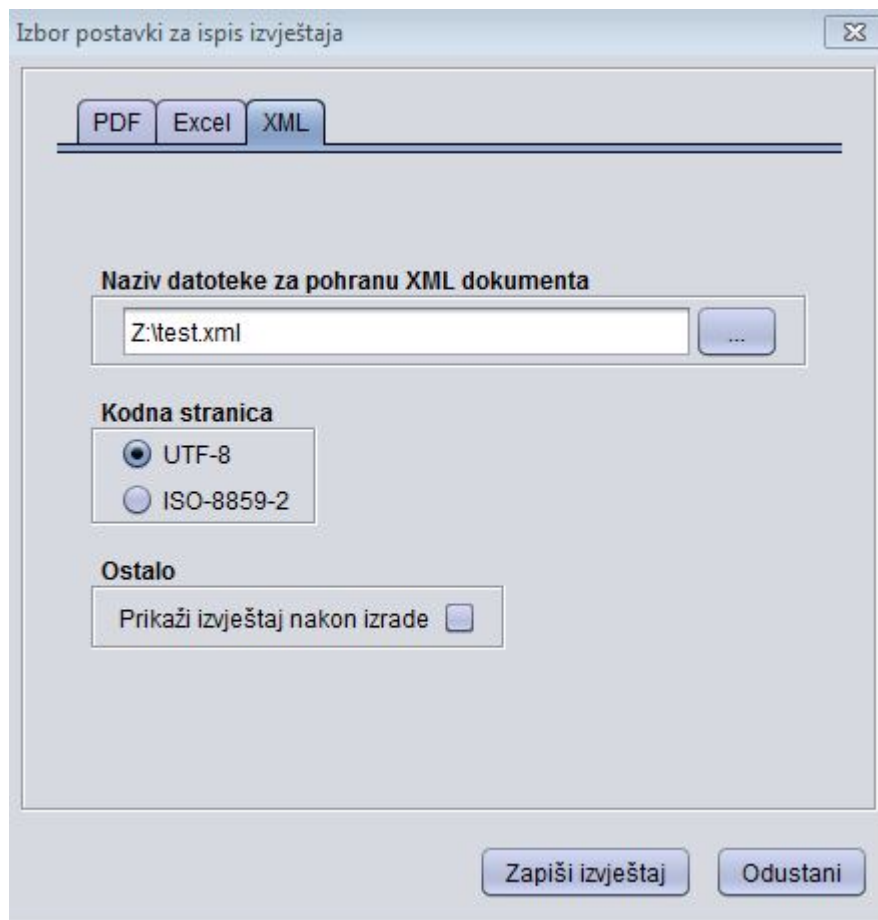 Izbor postavki za ispis izvještaja
PDF Excel XML
Naziv datoteke za pohranu XML dokumenta
Z:\test.xml ...
Kodna stranica
UTF-8
ISO-8859-2
Ostalo
Prikaži izvještaj nakon izrade
Zapiši izvještaj Odustani